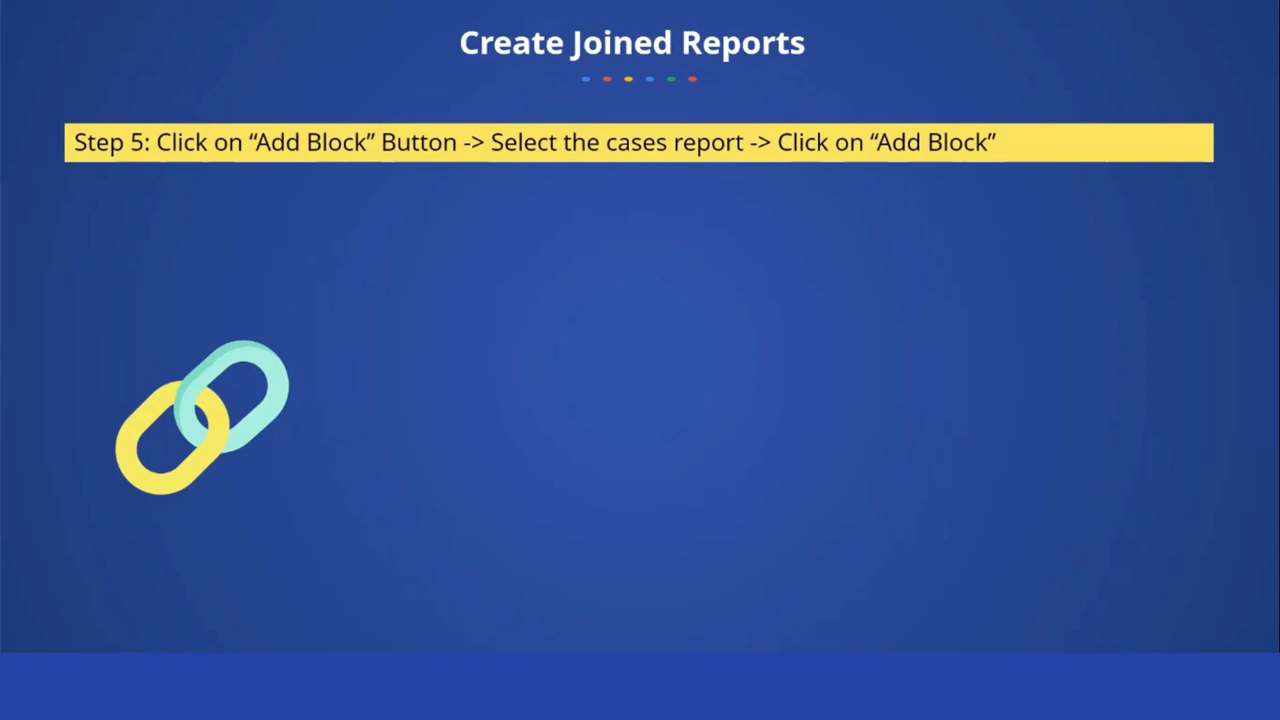 Create Joined Reports
Step 5: Click on “Add Block” Button -> Select the cases report -> Click on “Add Block”